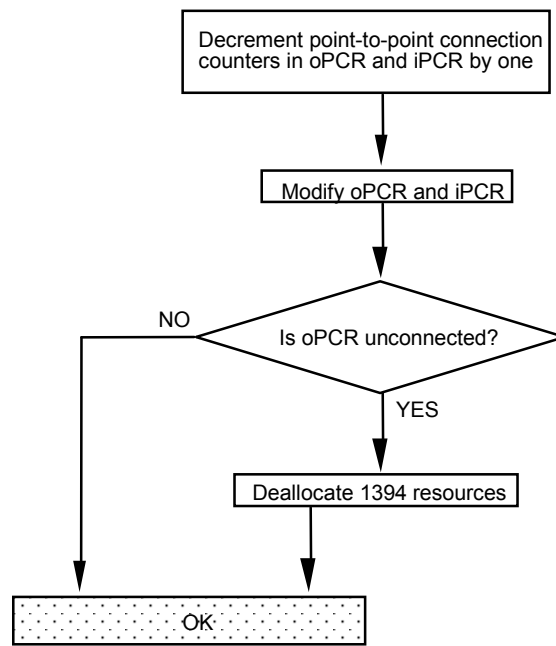 Decrement point-to-point connection
counters in oPCR and iPCR by one
Modify oPCR and iPCR
NO
Is oPCR unconnected?
YES
Deallocate 1394 resources
OK